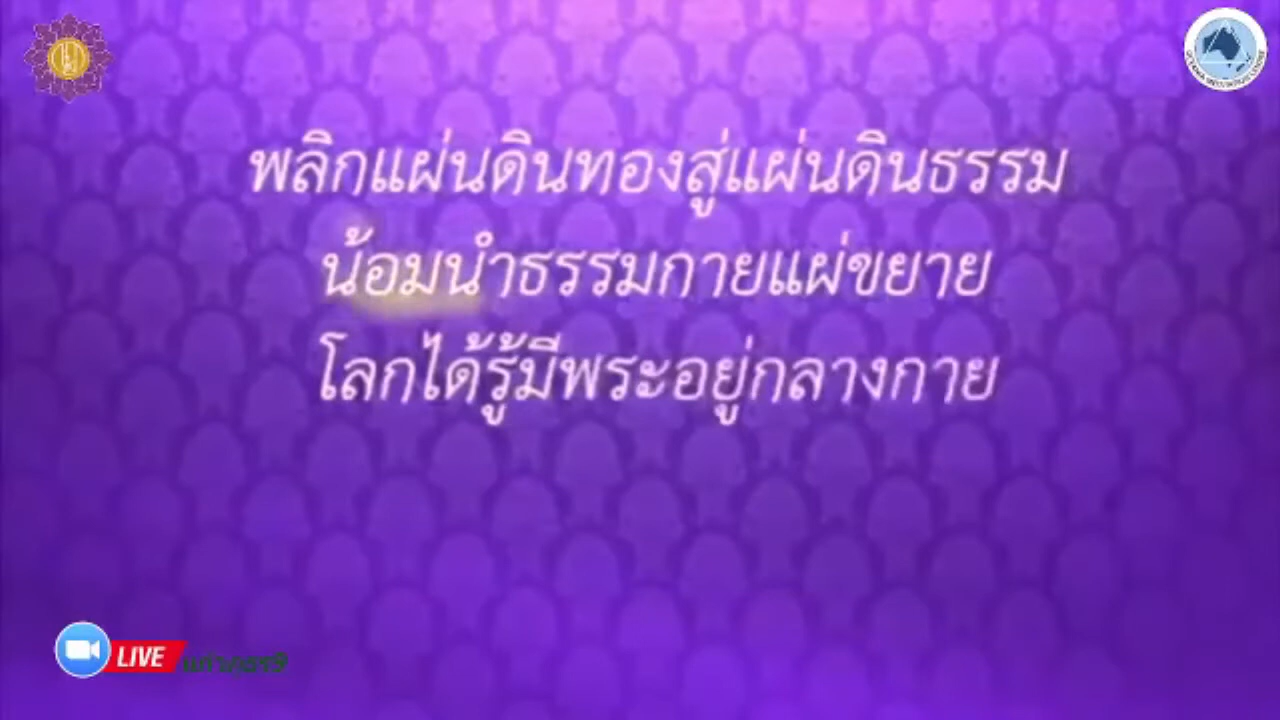 พลิกแผ่นดินทองสู่แผ่นดินธรรม
น้อมนำธรรมกายแผ่ขยาย
โลกได้รู้มีพระอยู่กลางกาย
LIVE